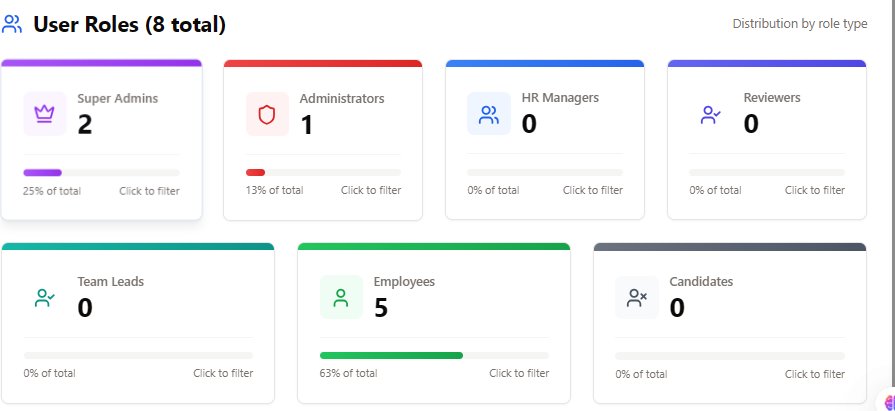 User Roles (8 total)
Distribution by role type
Super Admins
2
25% of total
Click to filter
Administrators
1
13% of total
Click to filter
HR Managers
0
0% of total
Click to filter
Reviewers
0
0% of total
Click to filter
Team Leads
0
0% of total
Click to filter
Employees
5
63% of total
Click to filter
Candidates
0
0% of total
Click to filter